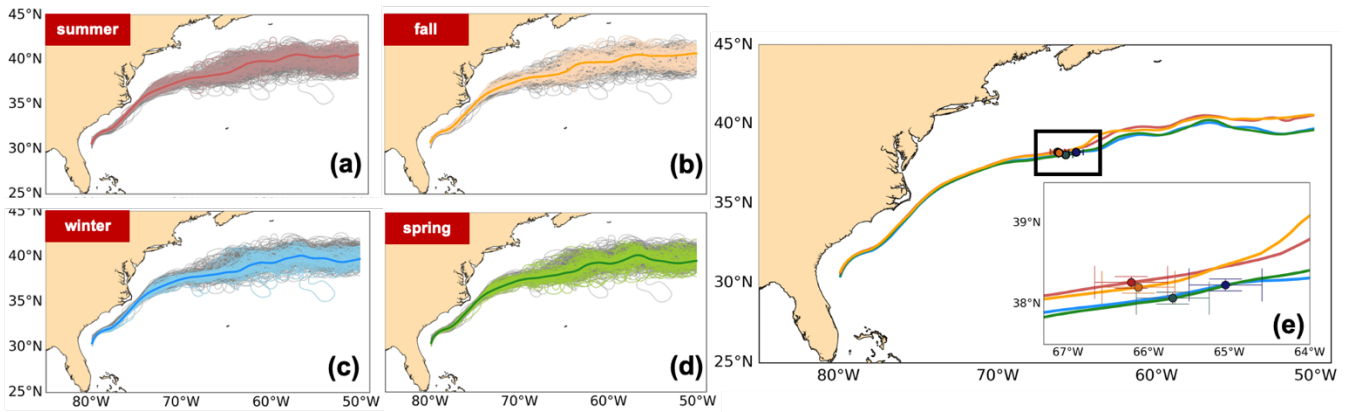 45°N
40°N
35°N
30°N
25°N
summer
(a)
fall
(b)
45°N
40°N
35°N
30°N
25°N
winter
(c)
80°W
70°W
60°W
50°W
spring
(d)
80°W
70°W
60°W
50°W
45°N
40°N
35°N
30°N
25°N
80°W
70°W
60°W
50°W
39°N
38°N
67°W
66°W
65°W
64°W
(e)